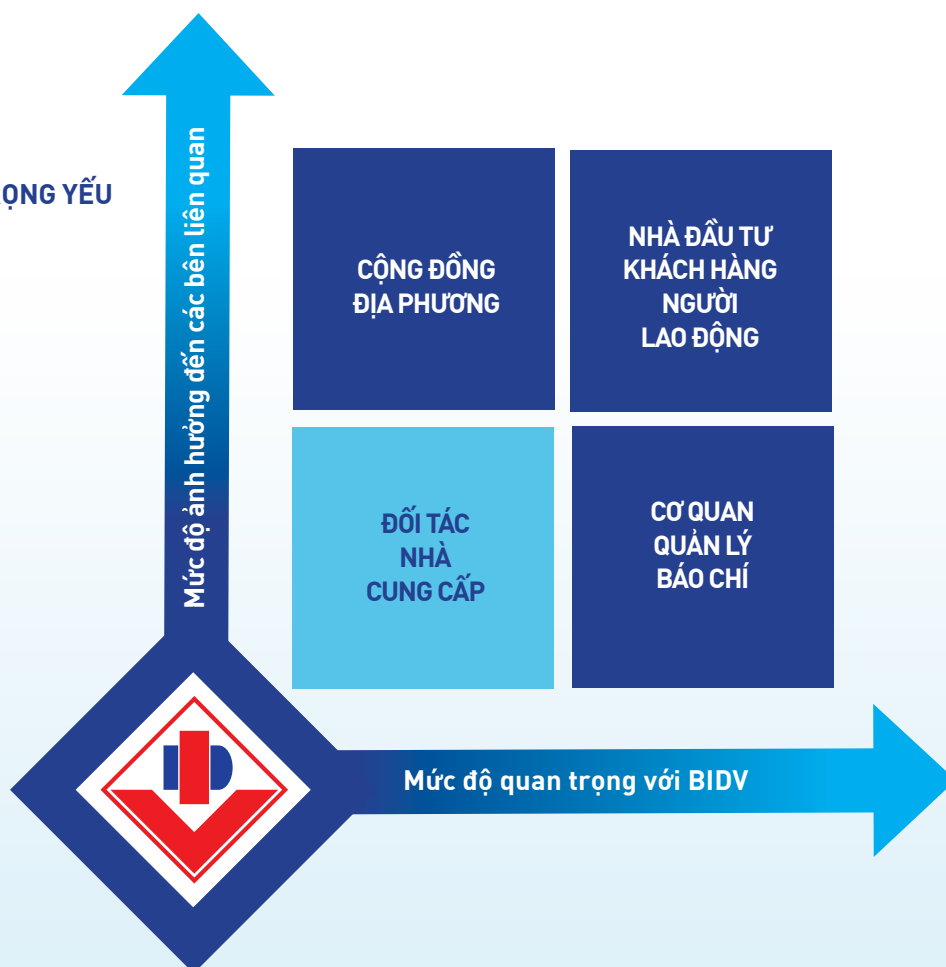 ỌNG YẾU
Mức độ ảnh hưởng đến các bên liên quan
CỘNG ĐỒNG
ĐỊA PHƯƠNG
NHÀ ĐẦU TƯ
KHÁCH HÀNG
NGƯỜI
LAO ĐỘNG
ĐỐI TÁC
NHÀ
CUNG CẤP
CƠ QUAN
QUẢN LÝ
BÁO CHÍ
Mức độ quan trọng với BIDV